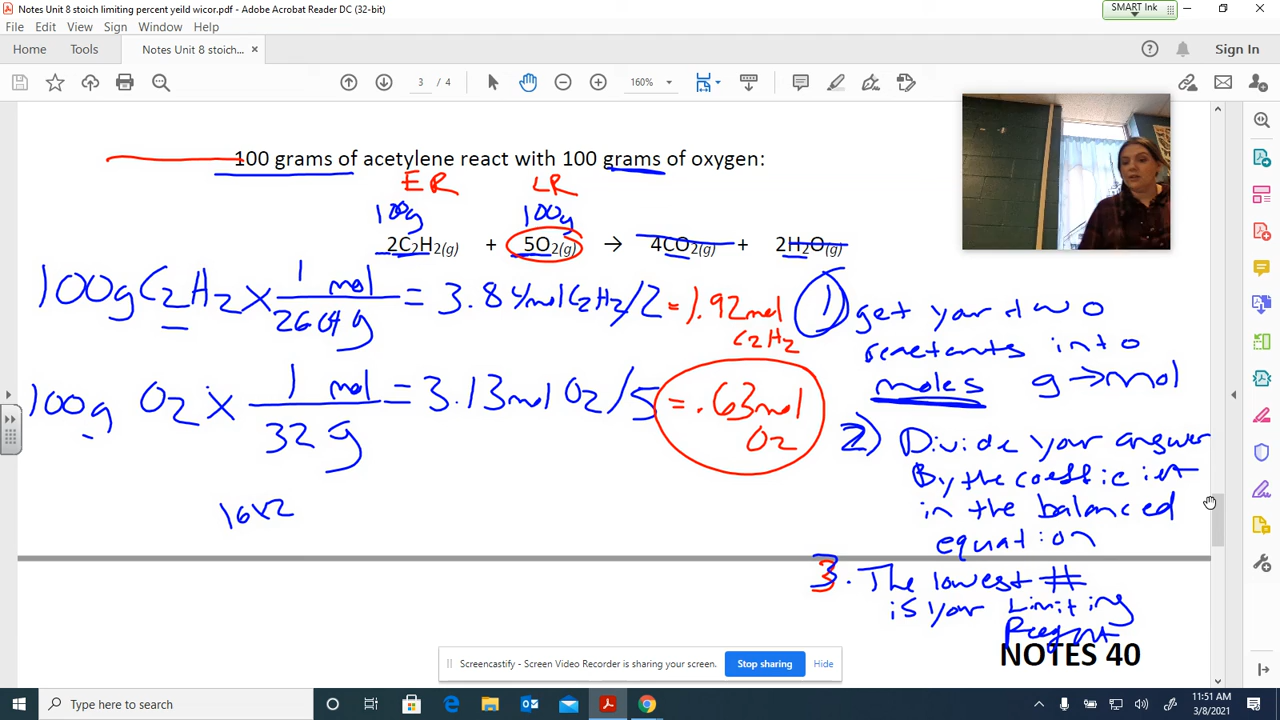 Notes Unit 8 stoich limiting percent yeild wicor.pdf - Adobe Acrobat Reader DC (32-bit)
SMART Ink
File Edit View Sign Window Help
Home Tools Notes Unit 8 stoich... × Sign In
3 / 4 160%
100 grams of acetylene react with 100 grams of oxygen:
ER LR
100g 100g
2C₂H₂(g) + 5O₂(g) → 4CO₂(g) + 2H₂O(g)
100g C₂H₂ × 1 mol / 26.04 g = 3.84 mol C₂H₂/2 = 1.92 mol C₂H₂
100g O₂ × 1 mol / 32 g = 3.13 mol O₂/5 = .63 mol O₂
16x2
1) get your two
reactants into
moles g → mol
2) Divide your answer
By the coefficient
in the balanced
equation
3. The lowest #
is your Limiting
Reagent
NOTES 40
Screencastify - Screen Video Recorder is sharing your screen. Stop sharing Hide
Type here to search
11:51 AM
3/8/2021